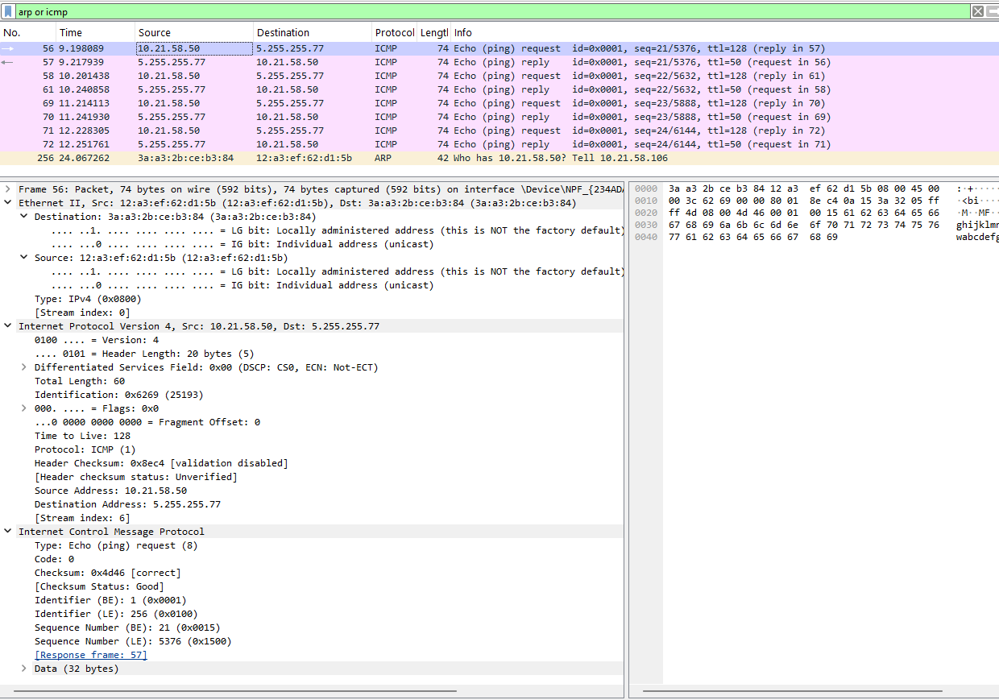 arp or icmp
No. Time Source Destination Protocol Lengtl Info
56 9.198089 10.21.58.50 5.255.255.77 ICMP 74 Echo (ping) request id=0x0001, seq=21/5376, ttl=128 (reply in 57)
57 9.217939 5.255.255.77 10.21.58.50 ICMP 74 Echo (ping) reply id=0x0001, seq=21/5376, ttl=50 (request in 56)
58 10.201438 10.21.58.50 5.255.255.77 ICMP 74 Echo (ping) request id=0x0001, seq=22/5632, ttl=128 (reply in 61)
61 10.240858 5.255.255.77 10.21.58.50 ICMP 74 Echo (ping) reply id=0x0001, seq=22/5632, ttl=50 (request in 58)
69 11.214113 10.21.58.50 5.255.255.77 ICMP 74 Echo (ping) request id=0x0001, seq=23/5888, ttl=128 (reply in 70)
70 11.241930 5.255.255.77 10.21.58.50 ICMP 74 Echo (ping) reply id=0x0001, seq=23/5888, ttl=50 (request in 69)
71 12.228305 10.21.58.50 5.255.255.77 ICMP 74 Echo (ping) request id=0x0001, seq=24/6144, ttl=128 (reply in 72)
72 12.251761 5.255.255.77 10.21.58.50 ICMP 74 Echo (ping) reply id=0x0001, seq=24/6144, ttl=50 (request in 71)
256 24.067262 3a:a3:2b:ce:b3:84 12:a3:ef:62:d1:5b ARP 42 Who has 10.21.58.50? Tell 10.21.58.106
Frame 56: Packet, 74 bytes on wire (592 bits), 74 bytes captured (592 bits) on interface \Device\NPF_{234ADA
Ethernet II, Src: 12:a3:ef:62:d1:5b (12:a3:ef:62:d1:5b), Dst: 3a:a3:2b:ce:b3:84 (3a:a3:2b:ce:b3:84)
Destination: 3a:a3:2b:ce:b3:84 (3a:a3:2b:ce:b3:84)
.... ..1. .... .... .... .... = LG bit: Locally administered address (this is NOT the factory default)
.... ...0 .... .... .... .... = IG bit: Individual address (unicast)
Source: 12:a3:ef:62:d1:5b (12:a3:ef:62:d1:5b)
.... ..1. .... .... .... .... = LG bit: Locally administered address (this is NOT the factory default)
.... ...0 .... .... .... .... = IG bit: Individual address (unicast)
Type: IPv4 (0x0800)
[Stream index: 0]
Internet Protocol Version 4, Src: 10.21.58.50, Dst: 5.255.255.77
0100 .... = Version: 4
.... 0101 = Header Length: 20 bytes (5)
Differentiated Services Field: 0x00 (DSCP: CS0, ECN: Not-ECT)
Total Length: 60
Identification: 0x6269 (25193)
000. .... = Flags: 0x0
...0 0000 0000 0000 = Fragment Offset: 0
Time to Live: 128
Protocol: ICMP (1)
Header Checksum: 0x8ec4 [validation disabled]
[Header checksum status: Unverified]
Source Address: 10.21.58.50
Destination Address: 5.255.255.77
[Stream index: 6]
Internet Control Message Protocol
Type: Echo (ping) request (8)
Code: 0
Checksum: 0x4d46 [correct]
[Checksum Status: Good]
Identifier (BE): 1 (0x0001)
Identifier (LE): 256 (0x0100)
Sequence Number (BE): 21 (0x0015)
Sequence Number (LE): 5376 (0x1500)
[Response frame: 57]
Data (32 bytes)
0000 3a a3 2b ce b3 84 12 a3 ef 62 d1 5b 08 00 45 00 :·+·····
0010 00 3c 62 69 00 00 80 01 8e c4 0a 15 3a 32 05 ff ·<bi····
0020 ff 4d 08 00 4d 46 00 01 00 15 61 62 63 64 65 66 ·M··MF··
0030 67 68 69 6a 6b 6c 6d 6e 6f 70 71 72 73 74 75 76 ghijklmn
0040 77 61 62 63 64 65 66 67 68 69 wabcdefg